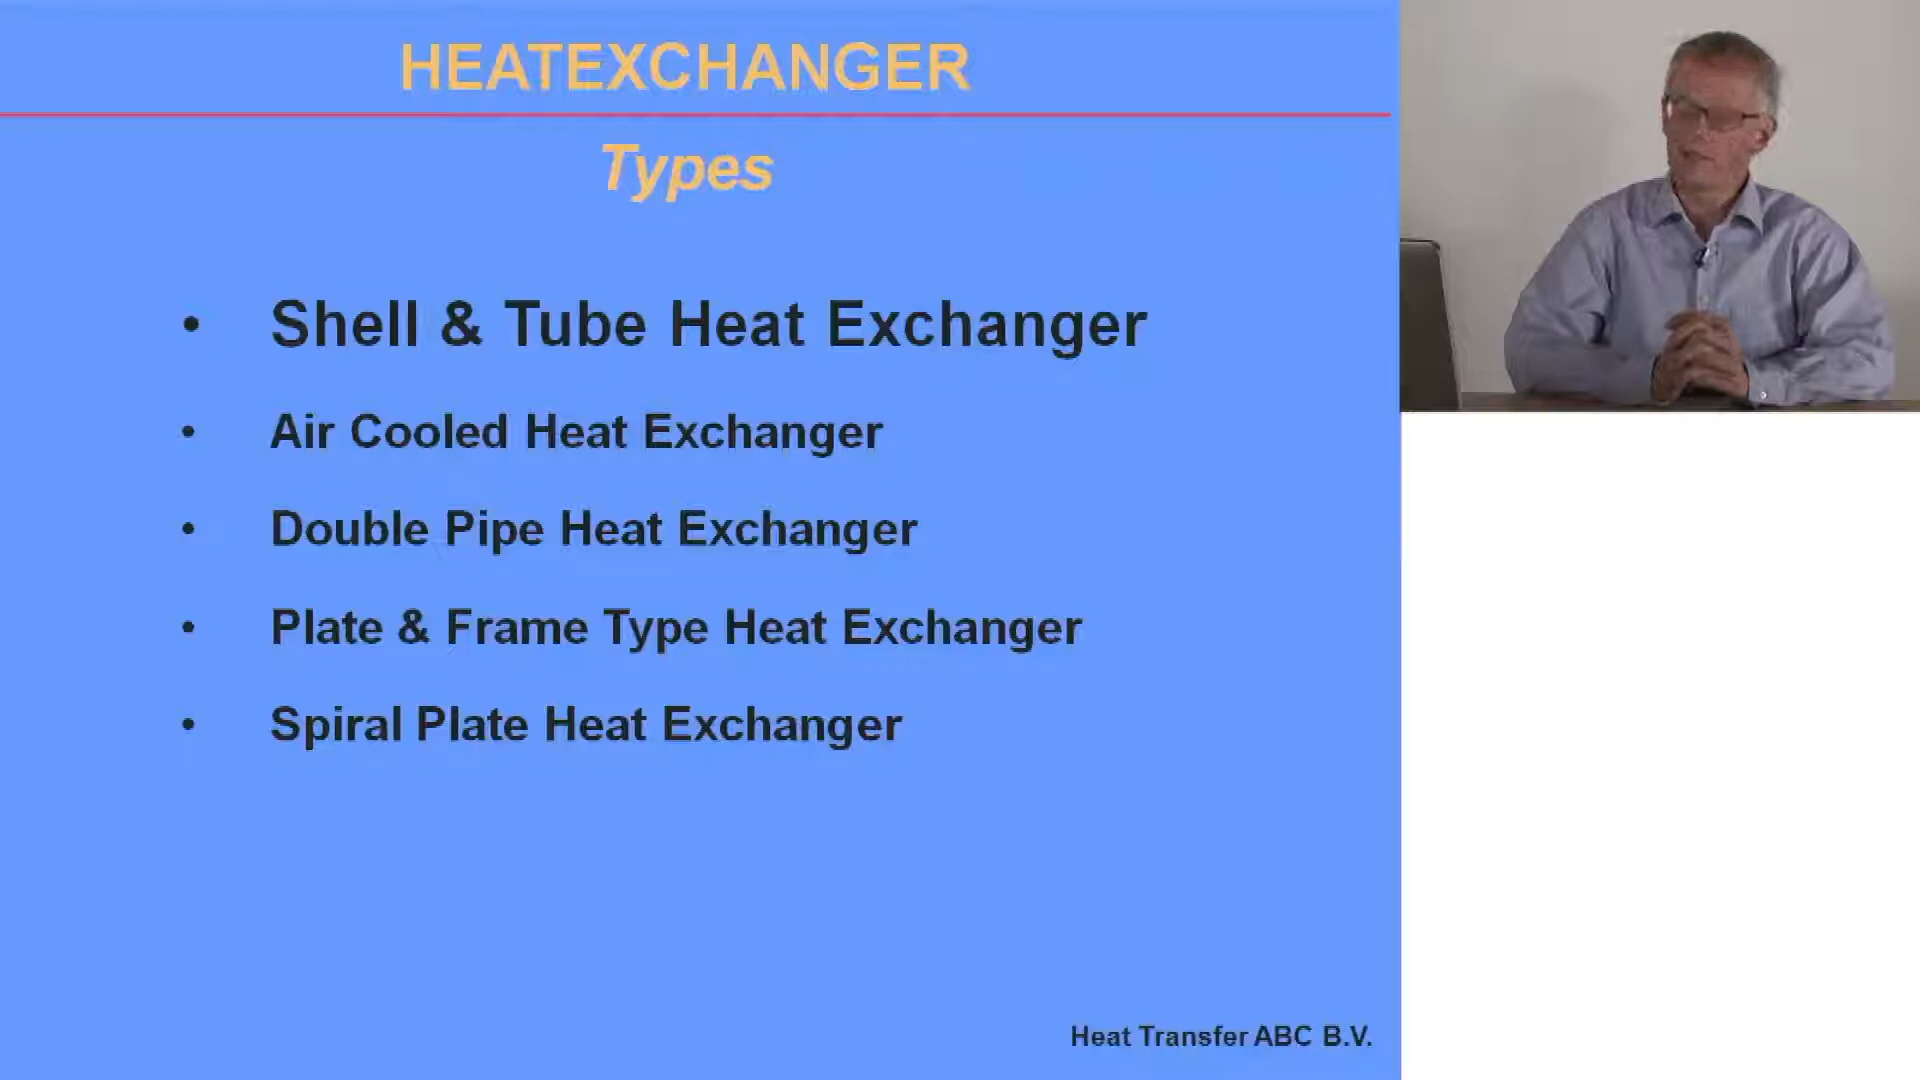 HEATEXCHANGER
Types
• Shell & Tube Heat Exchanger
• Air Cooled Heat Exchanger
• Double Pipe Heat Exchanger
• Plate & Frame Type Heat Exchanger
• Spiral Plate Heat Exchanger
Heat Transfer ABC B.V.